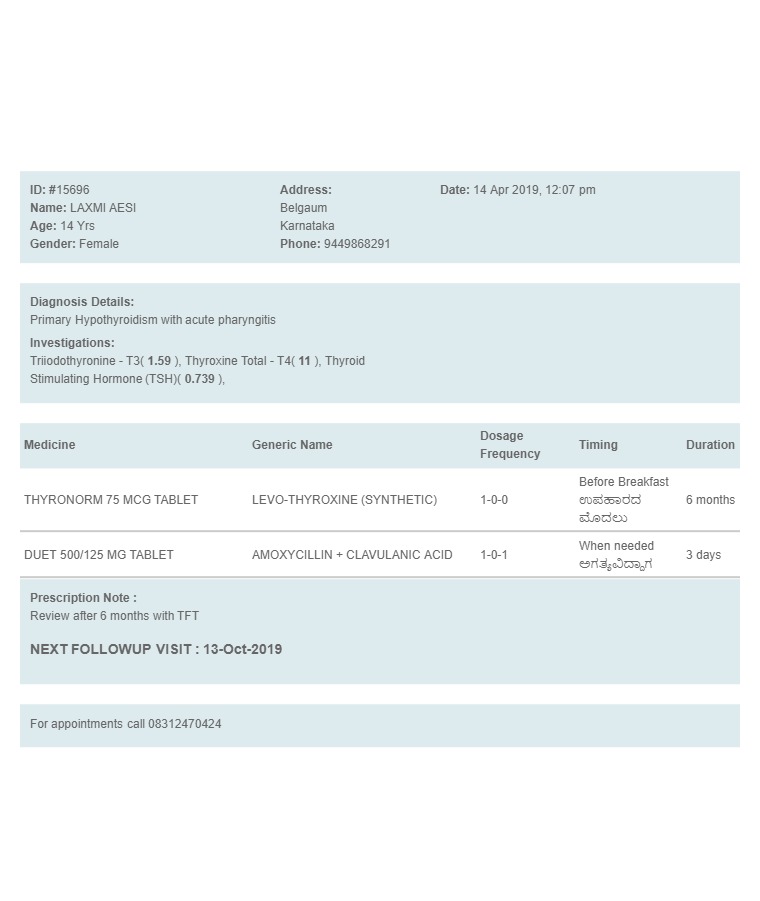 ID: #15696
Name: LAXMI AESI
Age: 14 Yrs
Gender: Female
Address:
Belgaum
Karnataka
Phone: 9449868291
Date: 14 Apr 2019, 12:07 pm
Diagnosis Details:
Primary Hypothyroidism with acute pharyngitis
Investigations:
Triiodothyronine - T3( 1.59 ), Thyroxine Total - T4( 11 ), Thyroid
Stimulating Hormone (TSH)( 0.739 ),
Medicine Generic Name Dosage Frequency Timing Duration
THYRONORM 75 MCG TABLET LEVO-THYROXINE (SYNTHETIC) 1-0-0 Before Breakfast 6 months
ಉಪಹಾರದ
ಮೊದಲು
DUET 500/125 MG TABLET AMOXYCILLIN + CLAVULANIC ACID 1-0-1 When needed 3 days
ಅಗತ್ಯವಿದ್ದಾಗ
Prescription Note :
Review after 6 months with TFT
NEXT FOLLOWUP VISIT : 13-Oct-2019
For appointments call 08312470424